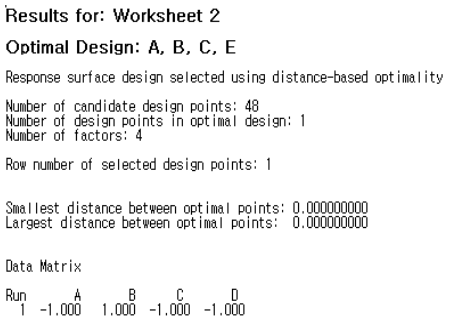 Results for: Worksheet 2
Optimal Design: A, B, C, E
Response surface design selected using distance-based optimality
Number of candidate design points: 48
Number of design points in optimal design: 1
Number of factors: 4
Row number of selected design points: 1
Smallest distance between optimal points: 0.000000000
Largest distance between optimal points: 0.000000000
Data Matrix
Run A B C D
1 -1.000 1.000 -1.000 -1.000